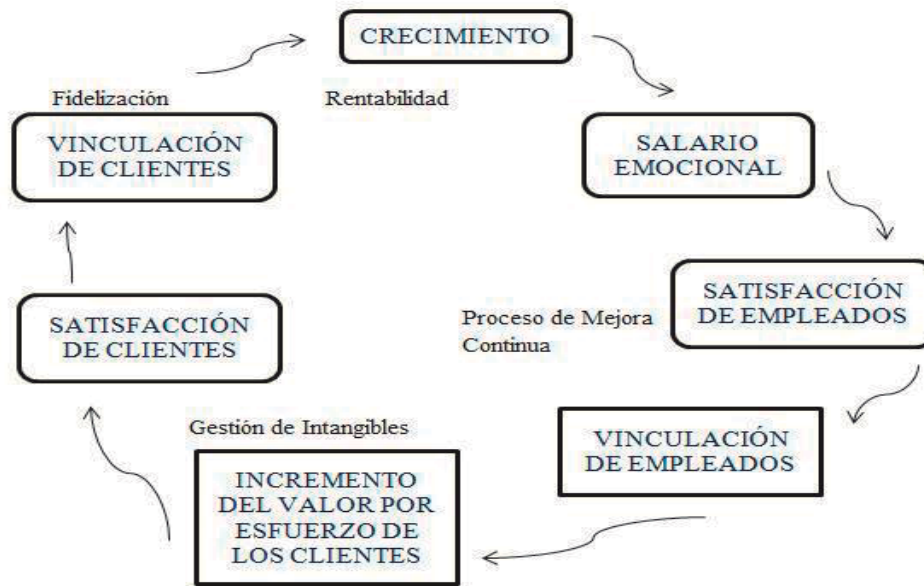 CRECIMIENTO
Fidelización
Rentabilidad
VINCULACIÓN
DE CLIENTES
SALARIO
EMOCIONAL
SATISFACCIÓN
DE CLIENTES
Proceso de Mejora
Continua
SATISFACCIÓN
DE EMPLEADOS
Gestión de Intangibles
INCREMENTO
DEL VALOR POR
ESFUERZO DE
LOS CLIENTES
VINCULACIÓN
DE EMPLEADOS